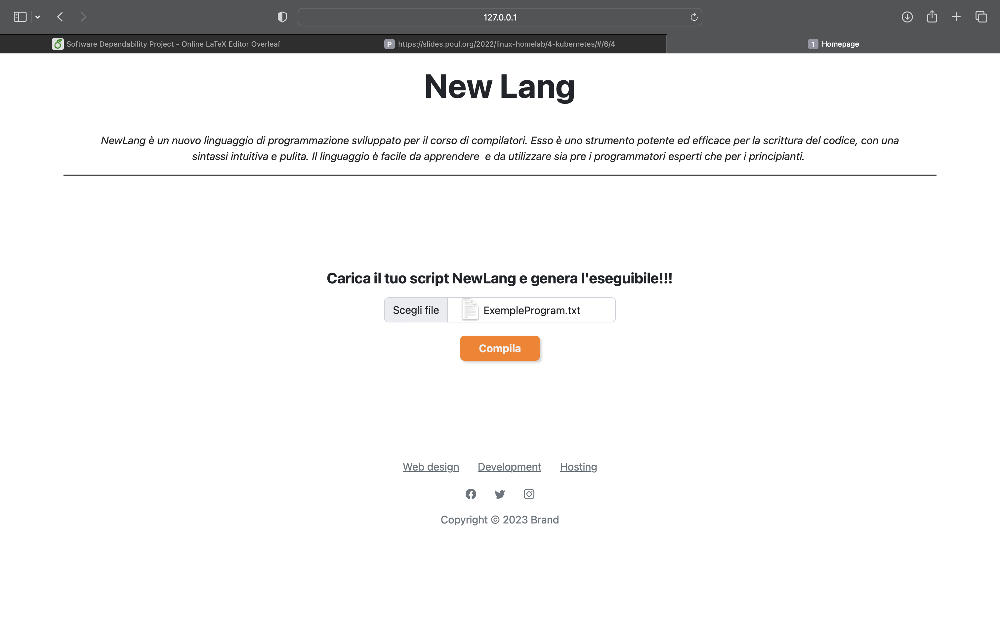 127.0.0.1
Software Dependability Project - Online LaTeX Editor Overleaf
P https://slides.poul.org/2022/linux-homelab/4-kubernetes/#/6/4
1 Homepage
New Lang
NewLang è un nuovo linguaggio di programmazione sviluppato per il corso di compilatori. Esso è uno strumento potente ed efficace per la scrittura del codice, con una
sintassi intuitiva e pulita. Il linguaggio è facile da apprendere  e da utilizzare sia pre i programmatori esperti che per i principianti.
Carica il tuo script NewLang e genera l'eseguibile!!!
Scegli file ExempleProgram.txt
Compila
Web design Development Hosting
Copyright © 2023 Brand